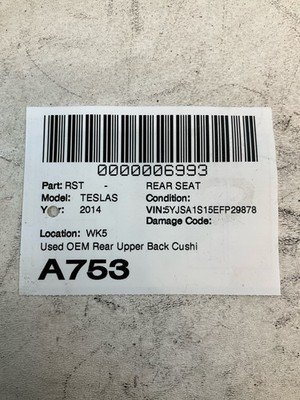 0000006993
Part: RST - REAR SEAT
Model: TESLAS Condition:
Year: 2014 VIN:5YJSA1S15EFP29878
Damage Code:
Location: WK5
Used OEM Rear Upper Back Cushi
A753